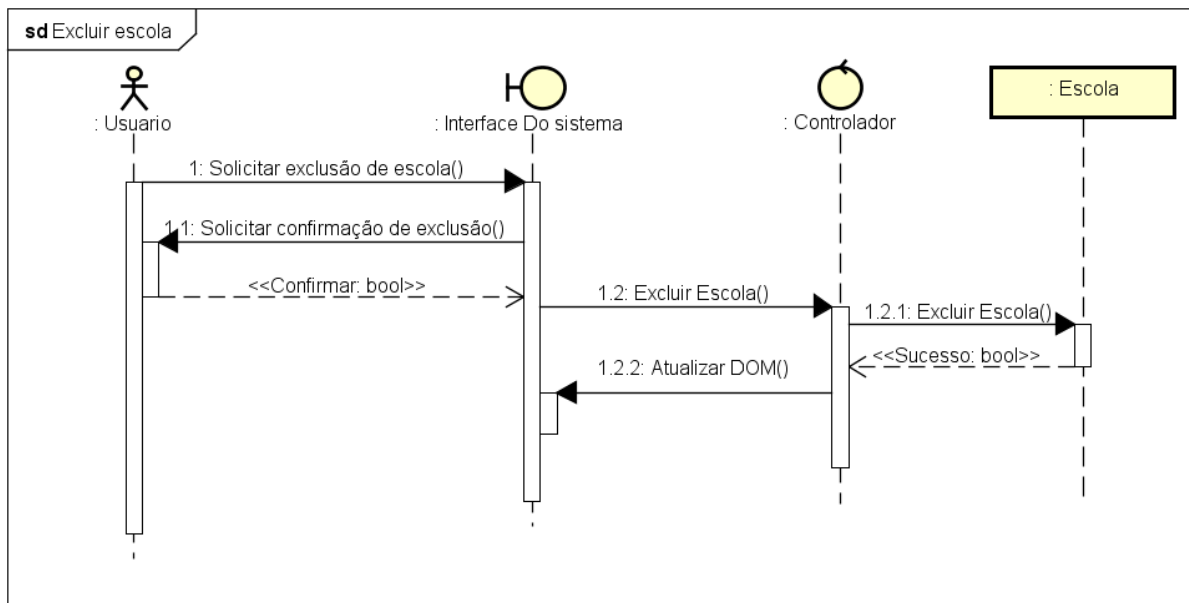 sd Excluir escola
: Usuario
: Interface Do sistema
: Controlador
: Escola
1: Solicitar exclusão de escola()
1.1: Solicitar confirmação de exclusão()
<<Confirmar: bool>>
1.2: Excluir Escola()
1.2.1: Excluir Escola()
<<Sucesso: bool>>
1.2.2: Atualizar DOM()